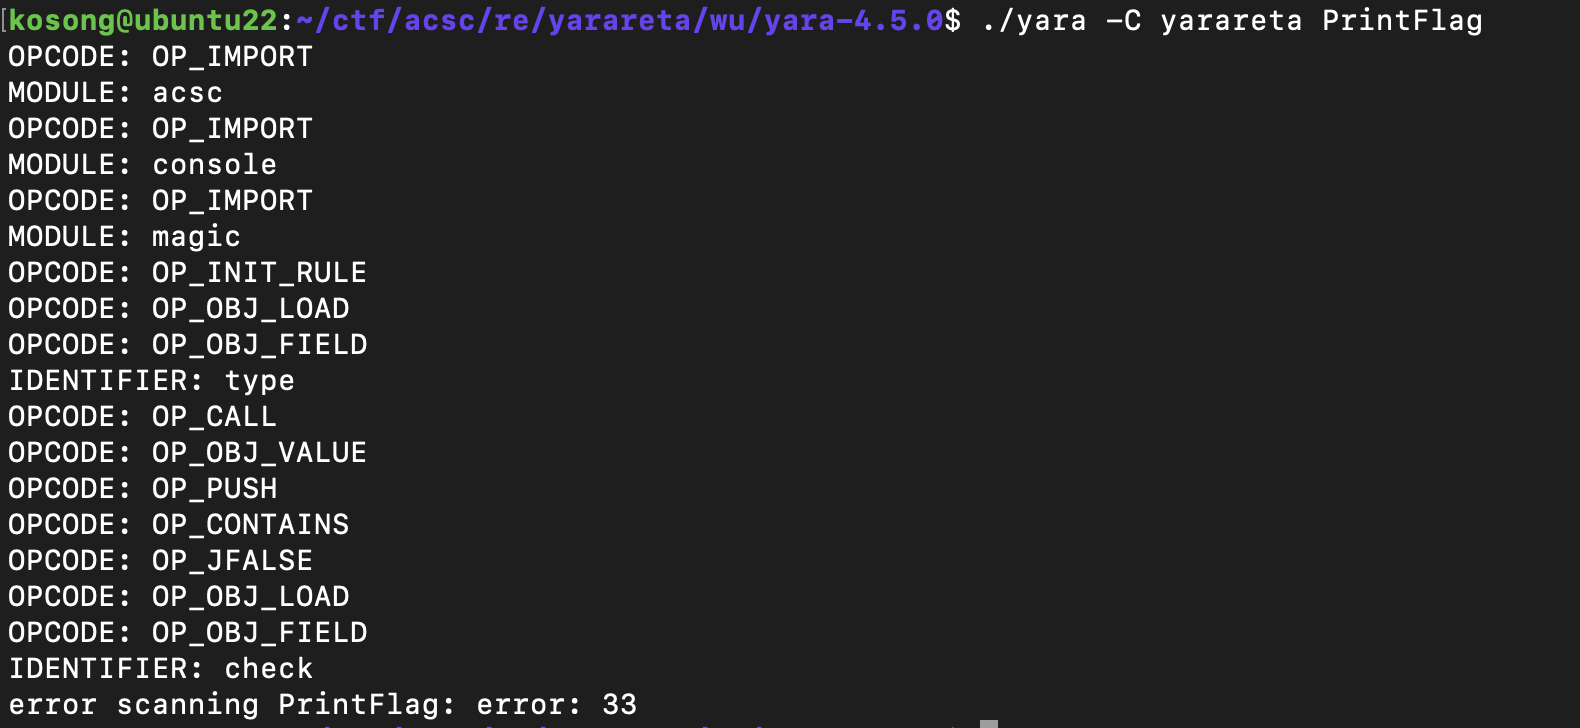 [kosong@ubuntu22:~/ctf/acsc/re/yarareta/wu/yara-4.5.0$ ./yara -C yarareta PrintFlag
OPCODE: OP_IMPORT
MODULE: acsc
OPCODE: OP_IMPORT
MODULE: console
OPCODE: OP_IMPORT
MODULE: magic
OPCODE: OP_INIT_RULE
OPCODE: OP_OBJ_LOAD
OPCODE: OP_OBJ_FIELD
IDENTIFIER: type
OPCODE: OP_CALL
OPCODE: OP_OBJ_VALUE
OPCODE: OP_PUSH
OPCODE: OP_CONTAINS
OPCODE: OP_JFALSE
OPCODE: OP_OBJ_LOAD
OPCODE: OP_OBJ_FIELD
IDENTIFIER: check
error scanning PrintFlag: error: 33